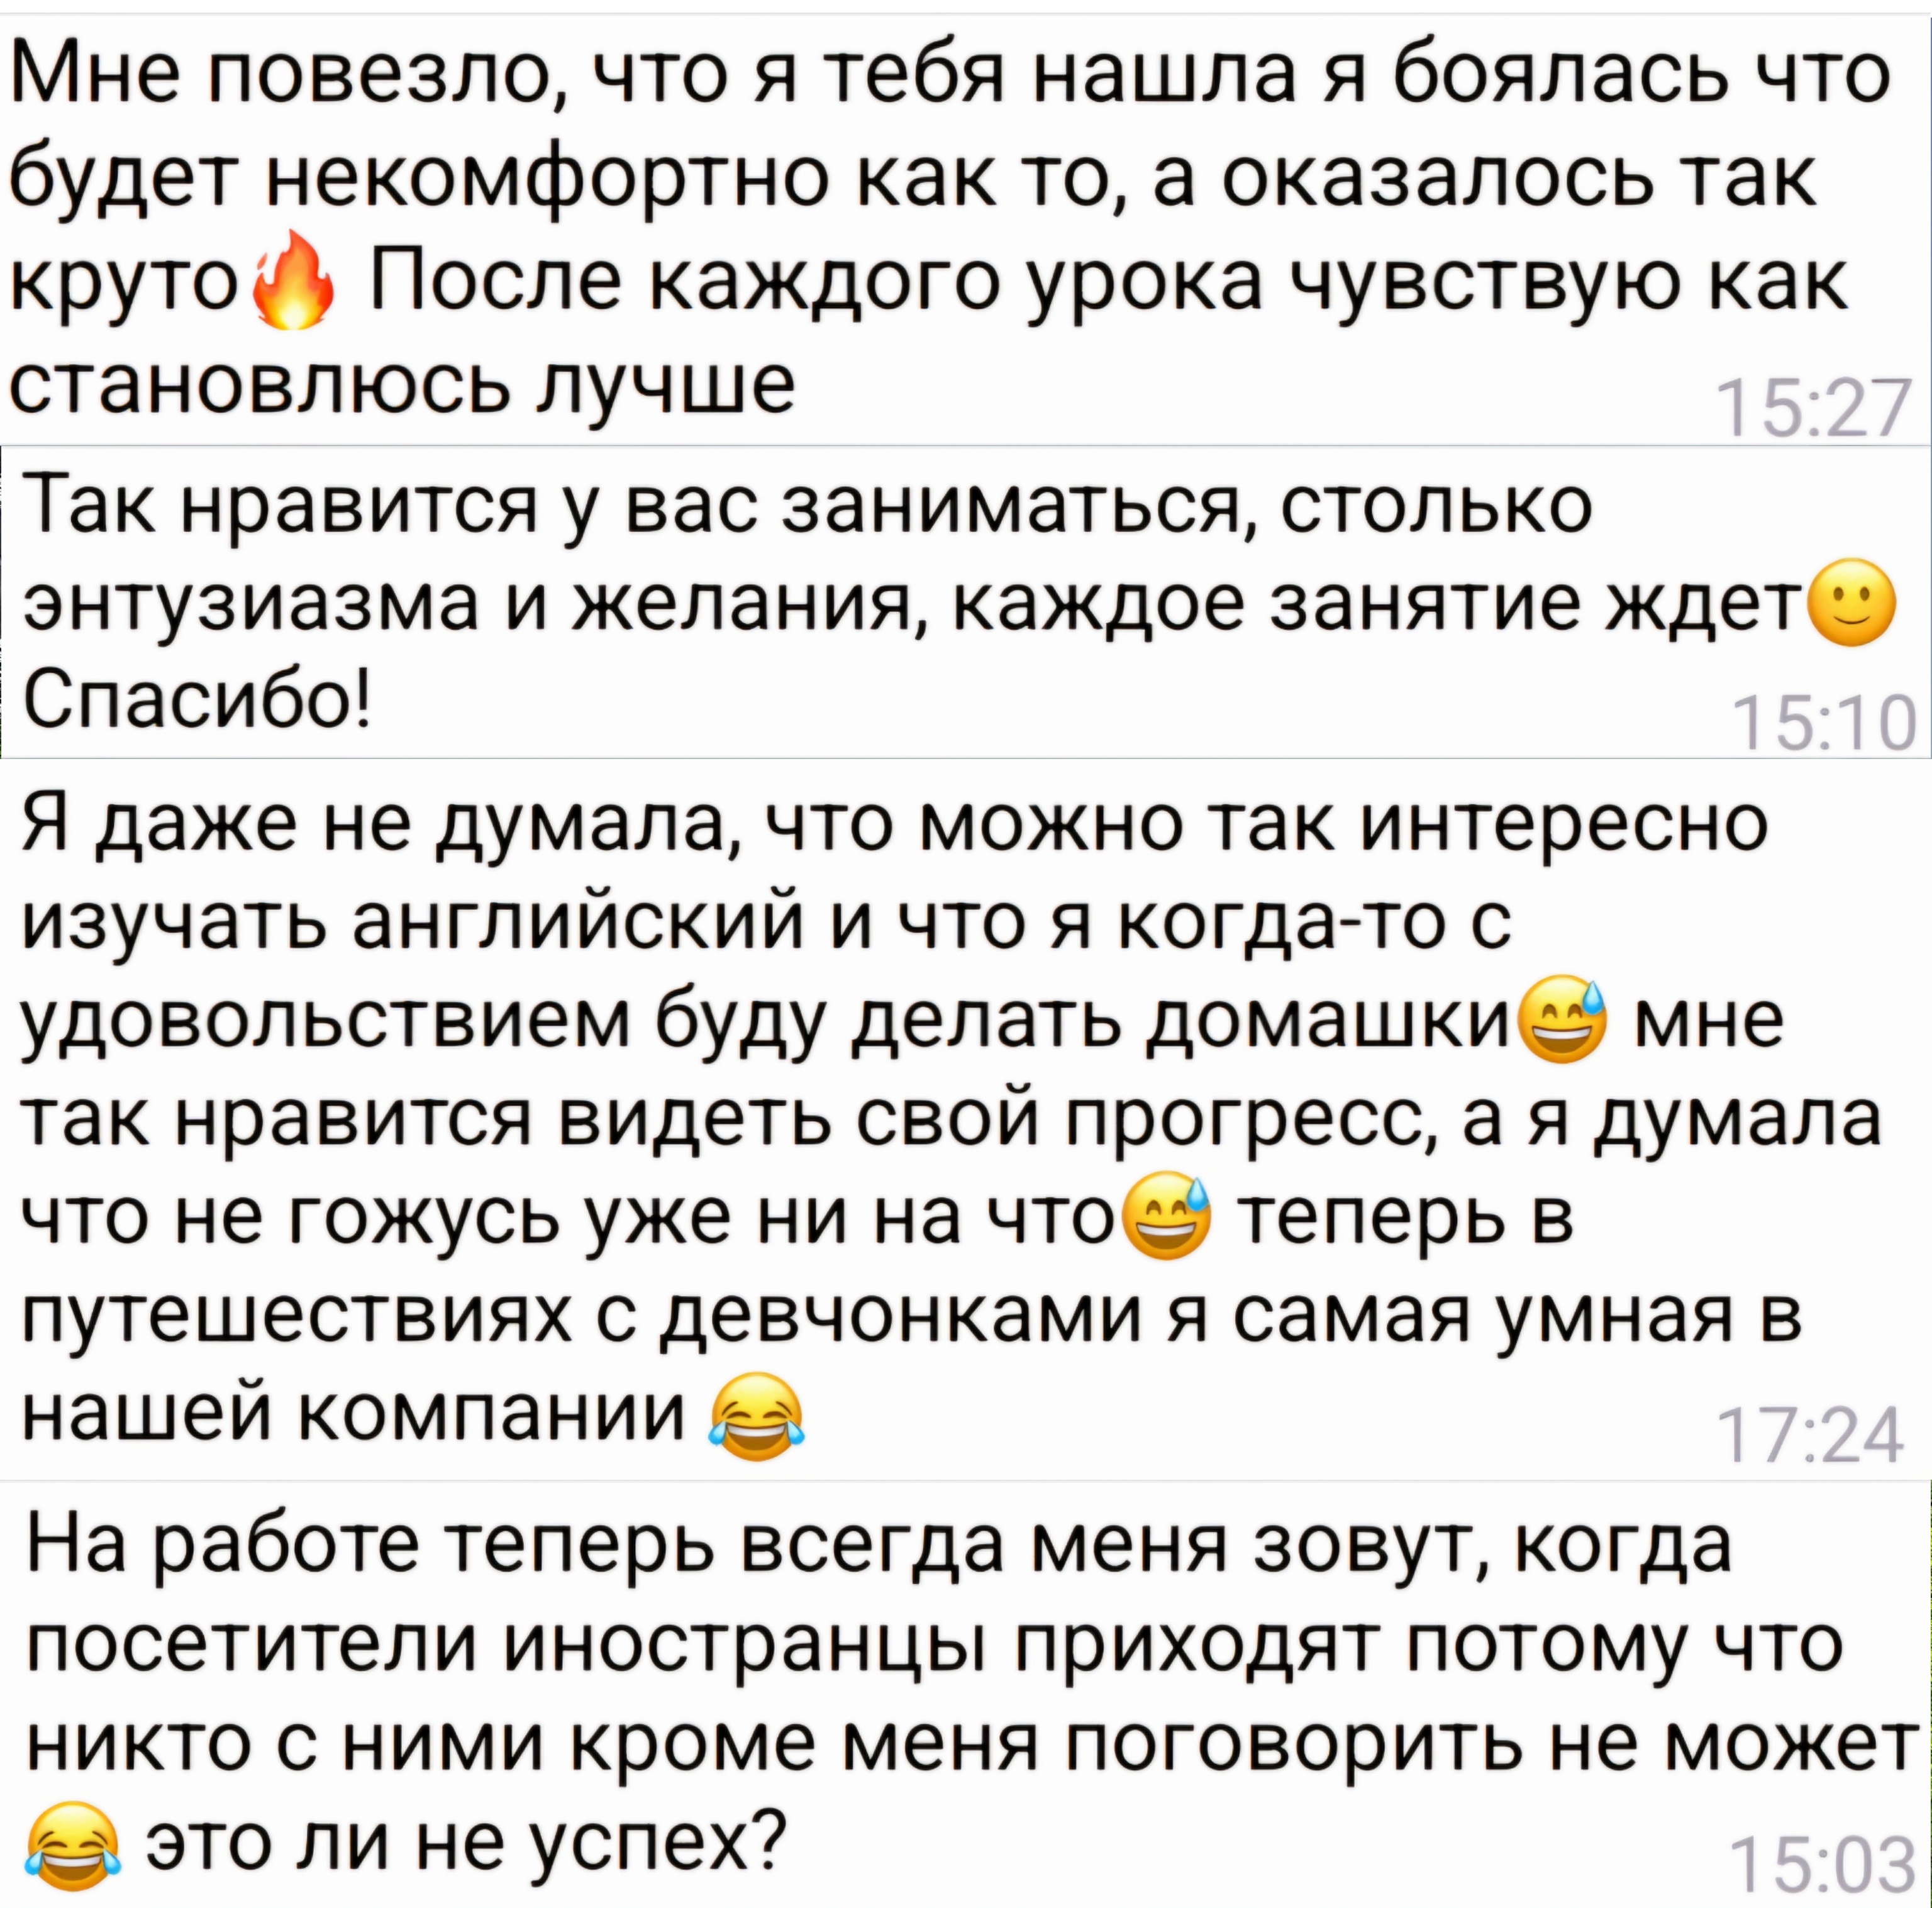 Мне повезло, что я тебя нашла я боялась что
будет некомфортно как то, а оказалось так
круто🔥 После каждого урока чувствую как
становлюсь лучше
15:27
Так нравится у вас заниматься, столько
энтузиазма и желания, каждое занятие ждет🙂
Спасибо!
15:10
Я даже не думала, что можно так интересно
изучать английский и что я когда-то с
удовольствием буду делать домашки😅 мне
так нравится видеть свой прогресс, а я думала
что не гожусь уже ни на что😅 теперь в
путешествиях с девчонками я самая умная в
нашей компании 😂
17:24
На работе теперь всегда меня зовут, когда
посетители иностранцы приходят потому что
никто с ними кроме меня поговорить не может
😂 это ли не успех?
15:03